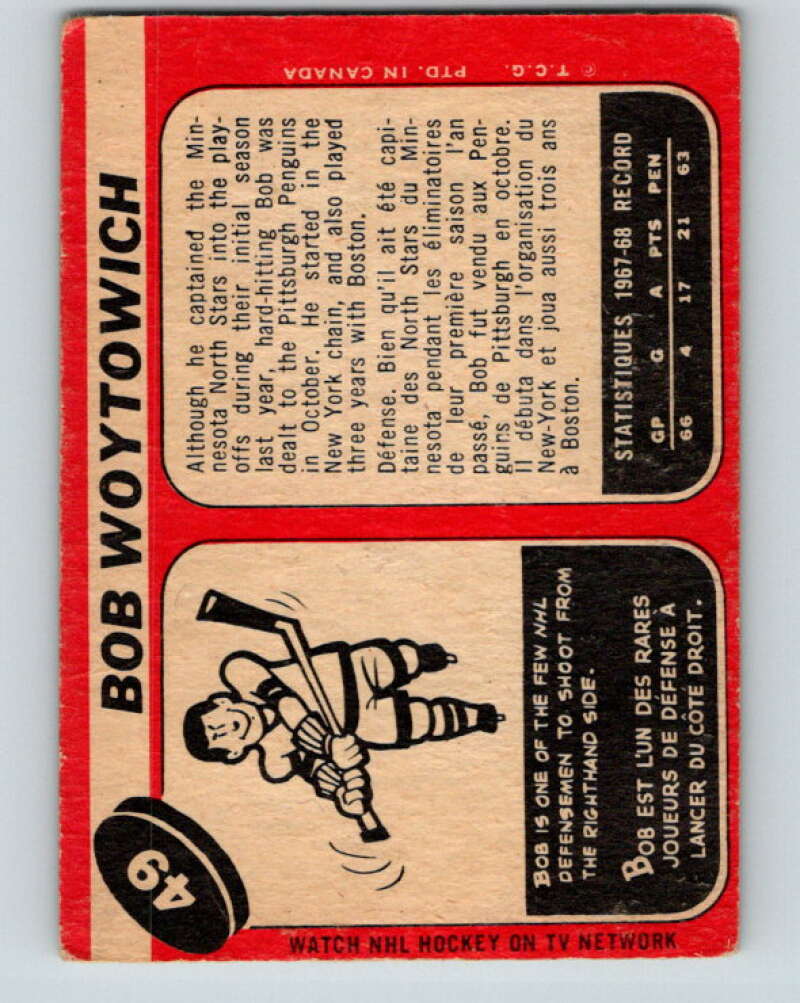 49
BOB WOYTOWICH
Although he captained the Min-
nesota North Stars into the play-
offs during their initial season
last year, hard-hitting Bob was
dealt to the Pittsburgh Penguins
in October. He started in the
New York chain, and also played
three years with Boston.
Défense. Bien qu'il ait été capi-
taine des North Stars du Min-
nesota pendant les éliminatoires
de leur première saison l'an
passé, Bob fut vendu aux Pen-
guins de Pittsburgh en octobre.
Il débuta dans l'organisation du
New-York et joua aussi trois ans
à Boston.
STATISTIQUES 1967-68 RECORD
GP G A PTS PEN
66 4 17 21 63
BOB IS ONE OF THE FEW NHL
DEFENSEMEN TO SHOOT FROM
THE RIGHTHAND SIDE.
BOB EST L'UN DES RARES
JOUEURS DE DÉFENSE À
LANCER DU CÔTÉ DROIT.
WATCH NHL HOCKEY ON TV NETWORK
© T.C.G. PTD. IN CANADA